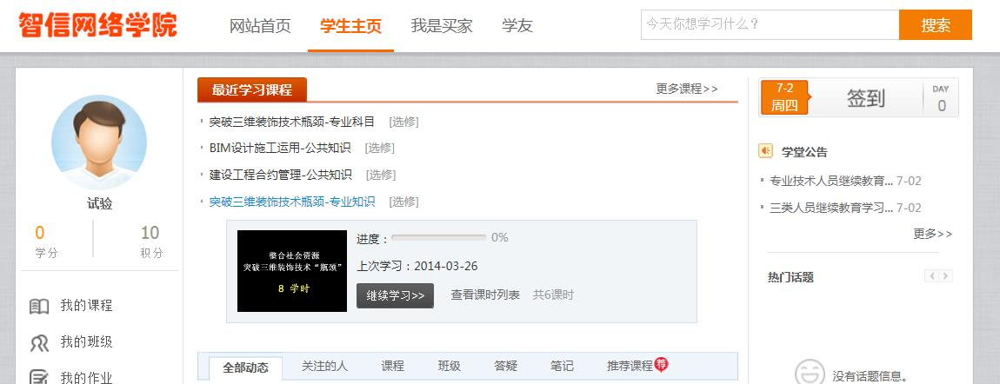 智信网络学院
网站首页 学生主页 我是买家 学友
今天你想学习什么？ 搜索
试验
0 10
学分 积分
我的课程
我的班级
我的作业
最近学习课程 更多课程>>
突破三维装饰技术瓶颈-专业科目 [选修]
BIM设计施工运用-公共知识 [选修]
建设工程合约管理-公共知识 [选修]
突破三维装饰技术瓶颈-专业知识 [选修]
整合社会资源
突破三维装饰技术“瓶颈”
8 学时
进度： 0%
上次学习：2014-03-26
继续学习>> 查看课时列表 共6课时
全部动态 关注的人 课程 班级 答疑 笔记 推荐课程 荐
7-2
周四
签到
DAY
0
学堂公告
专业技术人员继续教育... 7-02
三类人员继续教育学习... 7-02
更多>>
热门话题
没有话题信息。